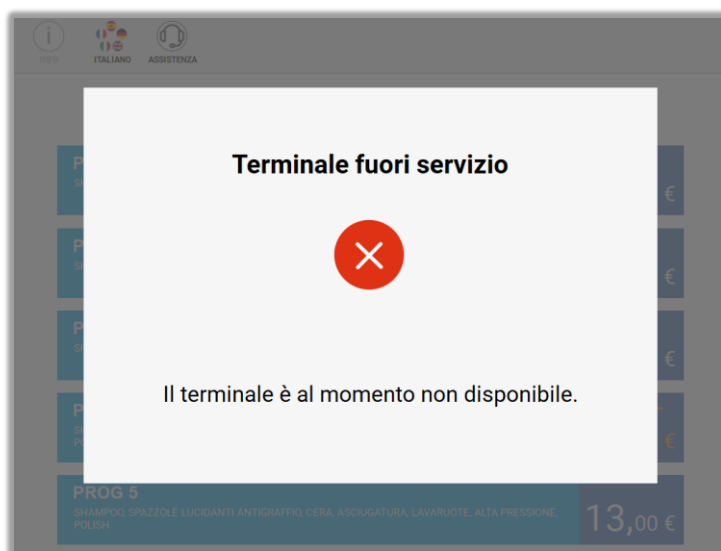 INFO
ITALIANO
ASSISTENZA
Terminale fuori servizio
€
€
Il terminale è al momento non disponibile.
€
€
PROG 5
SHAMPOO, SPAZZOLE LUCIDANTI ANTIGRAFFIO, CERA, ASCIUGATURA, LAVARUOTE, ALTA PRESSIONE,
POLISH
13,00 €